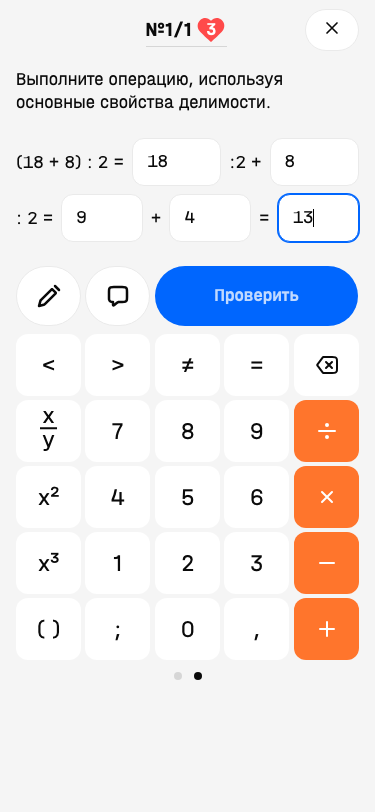 №1/1 3
Выполните операцию, используя
основные свойства делимости.
(18 + 8) : 2 = 18 :2 + 8
: 2 = 9 + 4 = 13
Проверить
< > ≠ =
x/y 7 8 9 ÷
x² 4 5 6 ×
x³ 1 2 3 −
( ) ; 0 , +